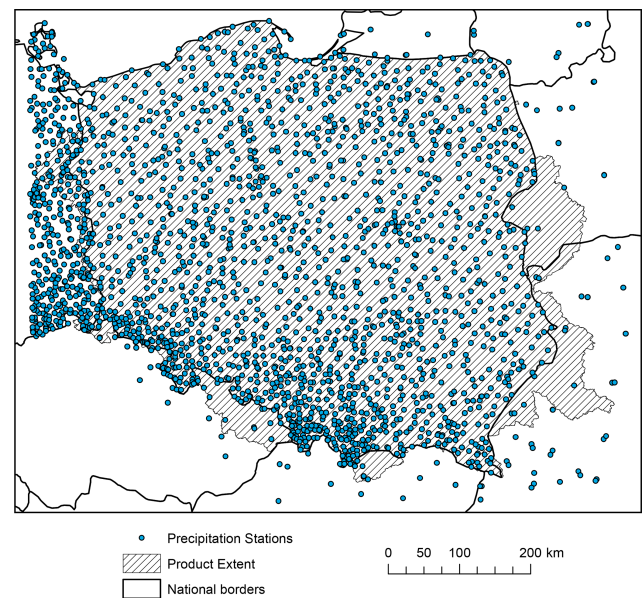 Precipitation Stations
Product Extent
National borders
0 50 100 200 km